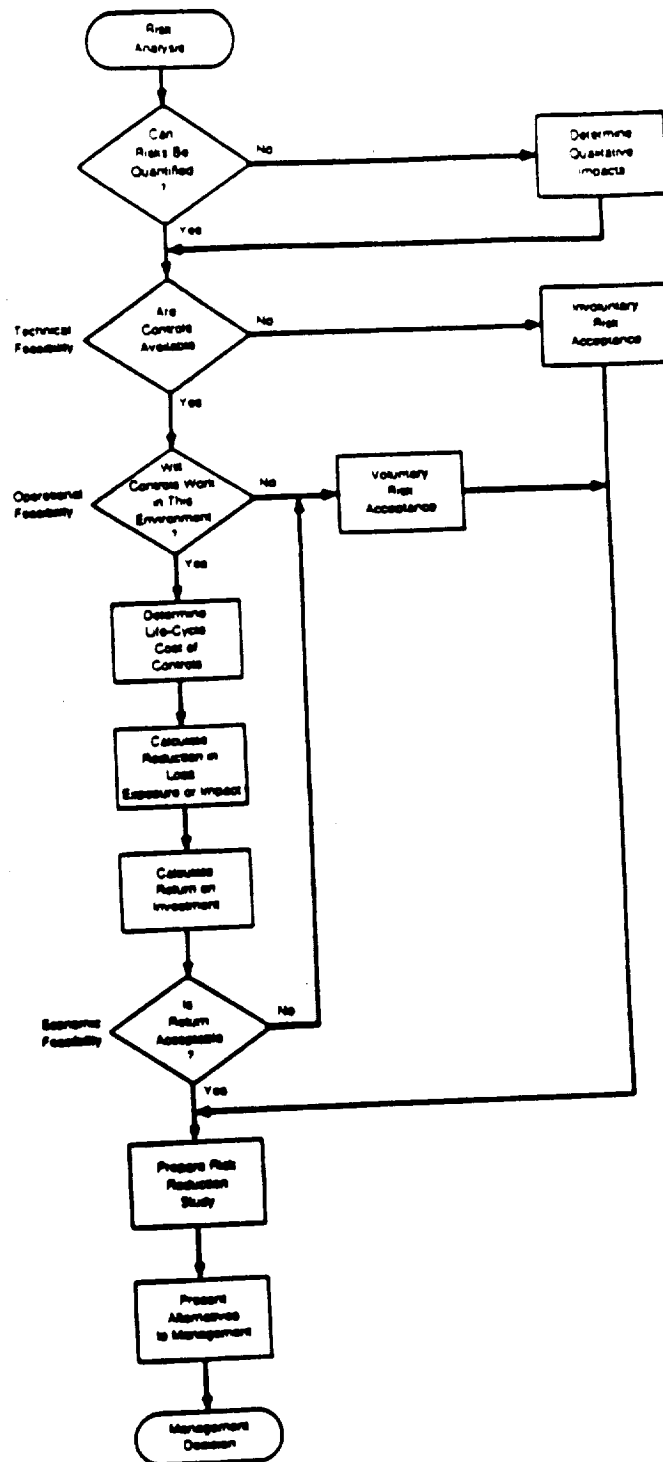 Risk
Analysis
Can
Risks Be
Quantified
?
No
Determine
Qualitative
Impacts
Yes
Technical
Feasibility
Are
Controls
Available
No
Involuntary
Risk
Acceptance
Yes
Operational
Feasibility
Will
Controls Work
in This
Environment
?
No
Voluntary
Risk
Acceptance
Yes
Determine
Life-Cycle
Cost of
Controls
Calculate
Reduction in
Loss
Exposure or Impact
Calculate
Return on
Investment
Economic
Feasibility
Is
Return
Acceptable
?
No
Yes
Prepare Risk
Reduction
Study
Present
Alternatives
to Management
Management
Decision